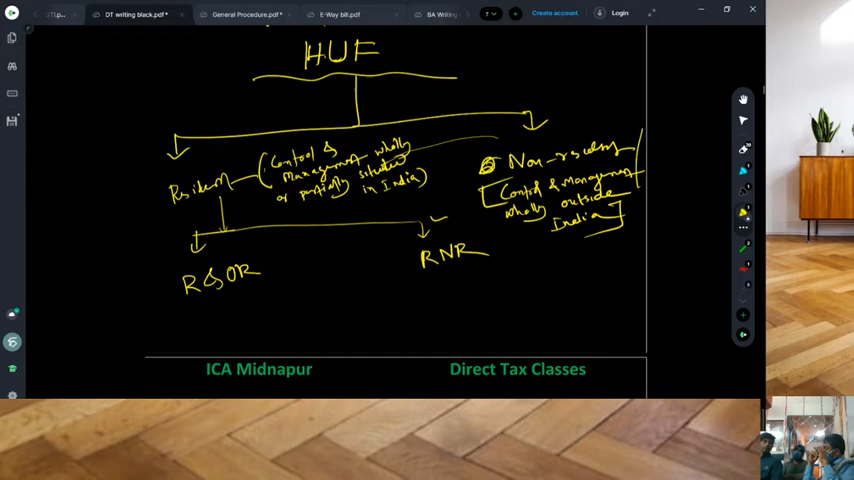 DT writing black.pdf*
General Procedure.pdf*
E-Way bill.pdf
BA Writing
7
Create account
Login
HUF
Resident
(Control &
Management wholly
or partially situated
in India)
Non-resident
[Control & Management
wholly outside
India]
R&OR
RNR
ICA Midnapur
Direct Tax Classes